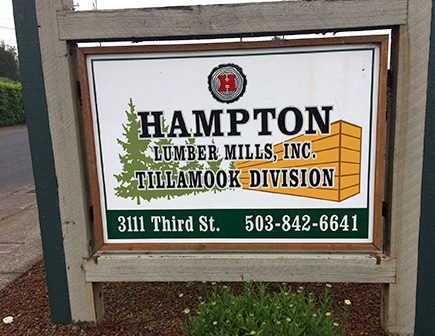 H
HAMPTON
LUMBER MILLS, INC.
TILLAMOOK DIVISION
3111 Third St. 503-842-6641